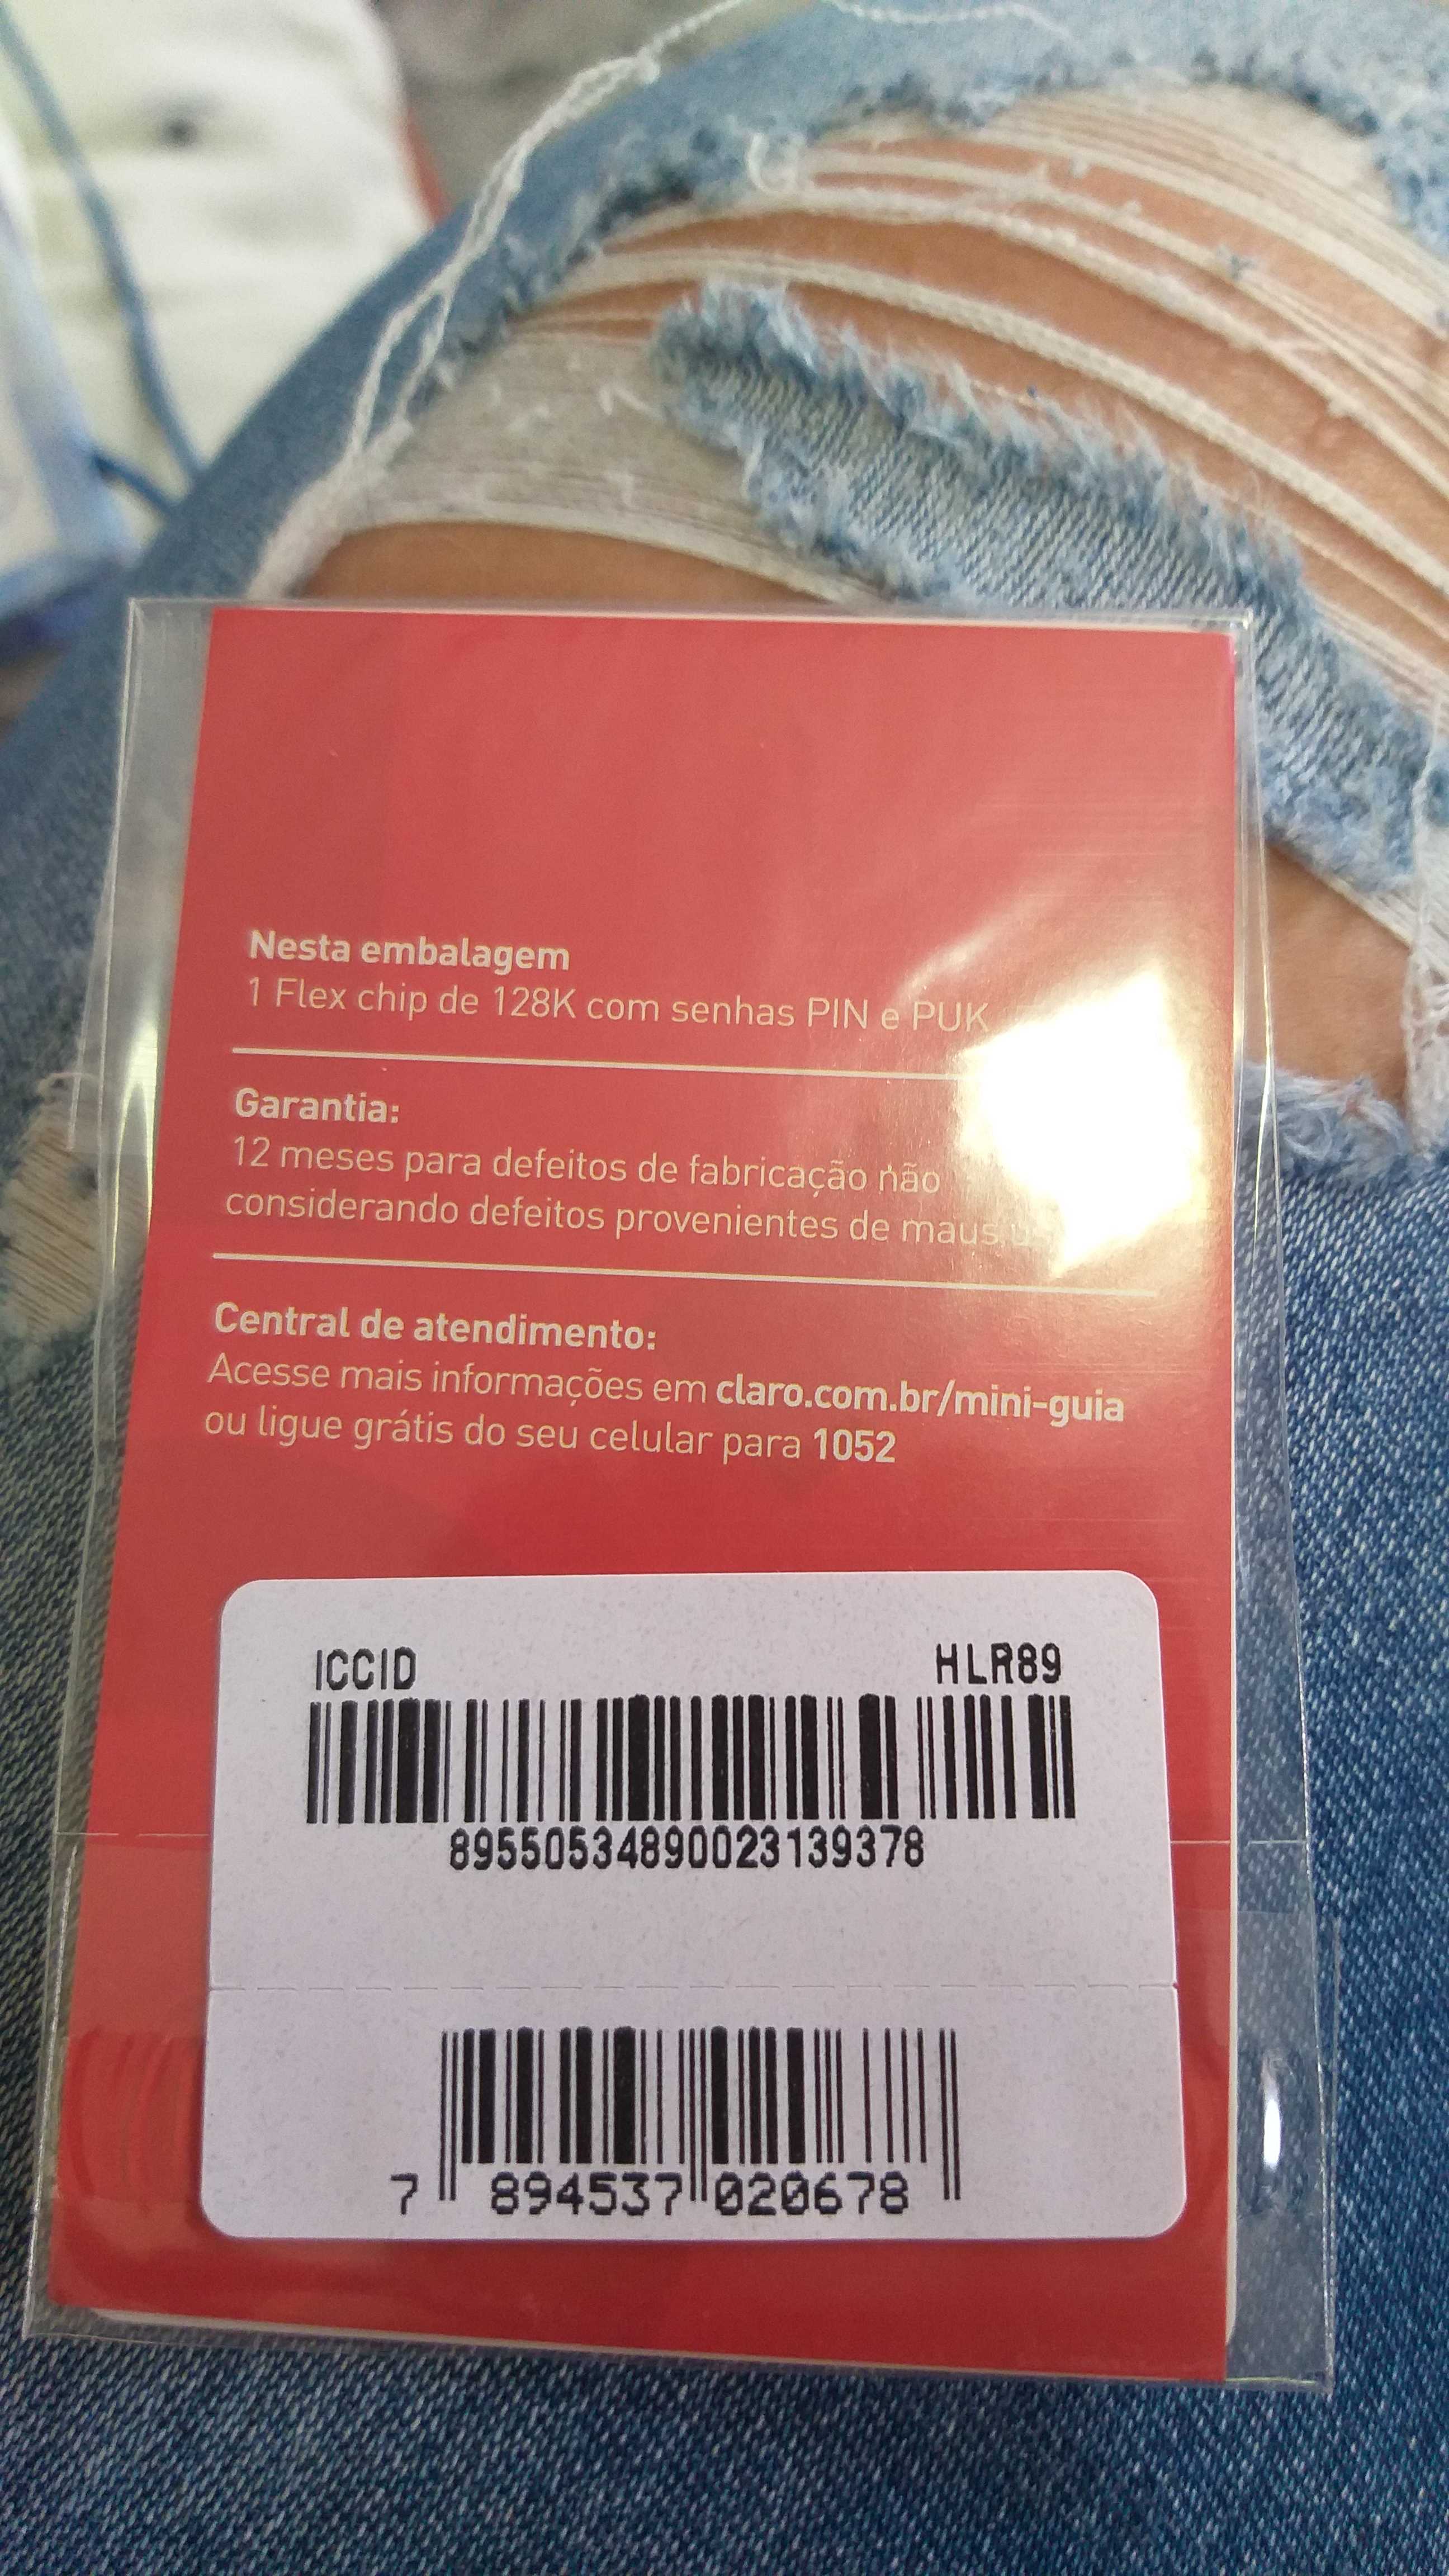 Nesta embalagem
1 Flex chip de 128K com senhas PIN e PUK
Garantia:
12 meses para defeitos de fabricação não
considerando defeitos provenientes de maus
Central de atendimento:
Acesse mais informações em claro.com.br/mini-guia
ou ligue grátis do seu celular para 1052
ICCID HLR89
89550534890023139378
7 894537 020678